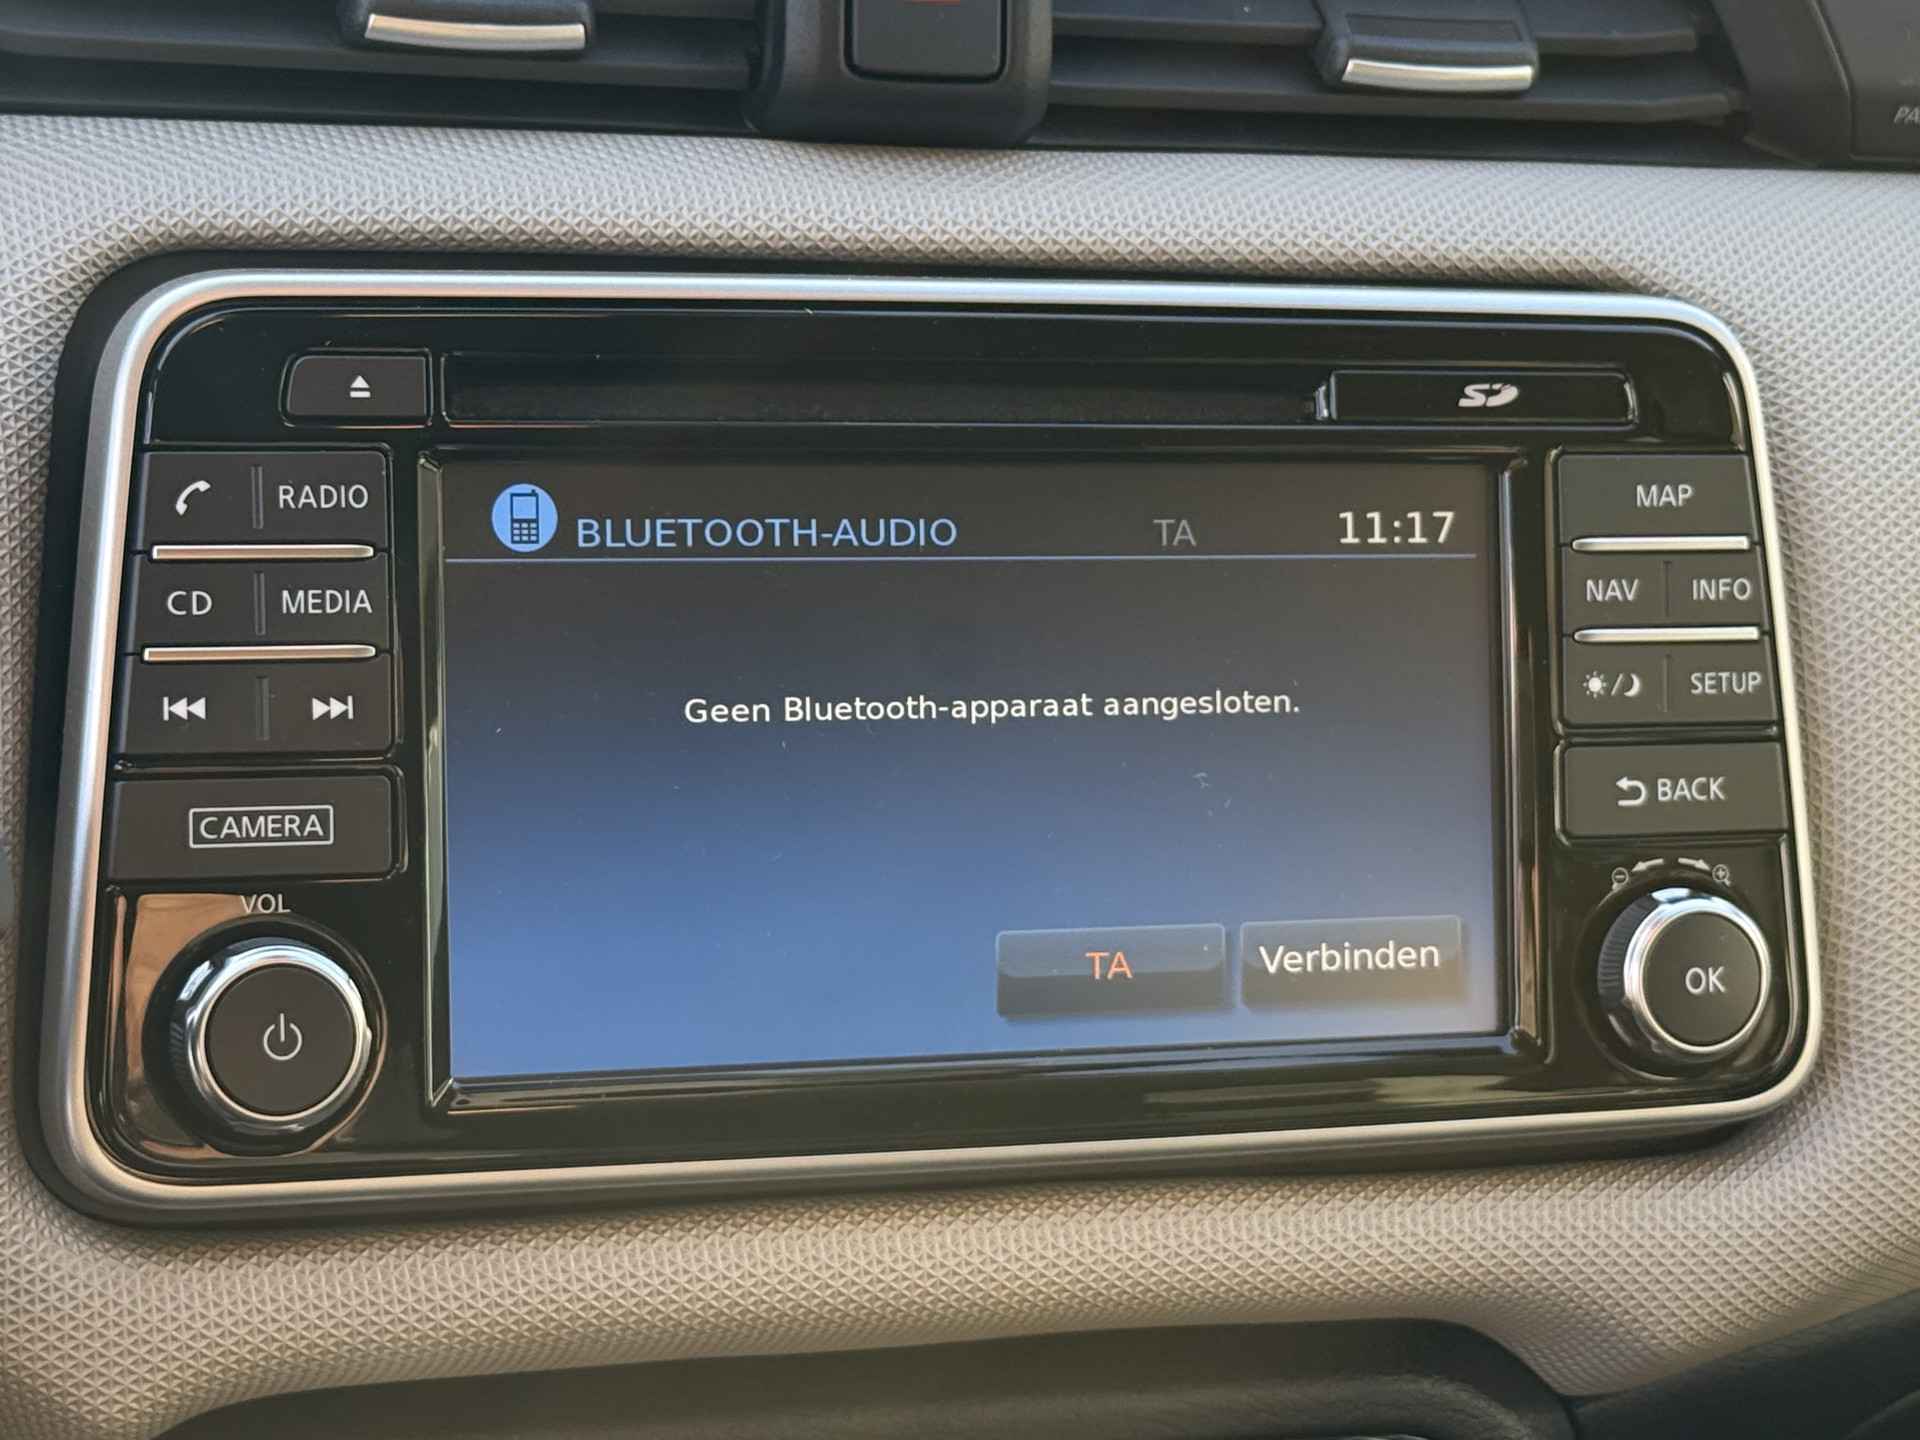 PA
SD
RADIO
MAP
BLUETOOTH-AUDIO TA 11:17
CD MEDIA
NAV INFO
SETUP
Geen Bluetooth-apparaat aangesloten.
CAMERA
BACK
VOL
TA Verbinden
OK